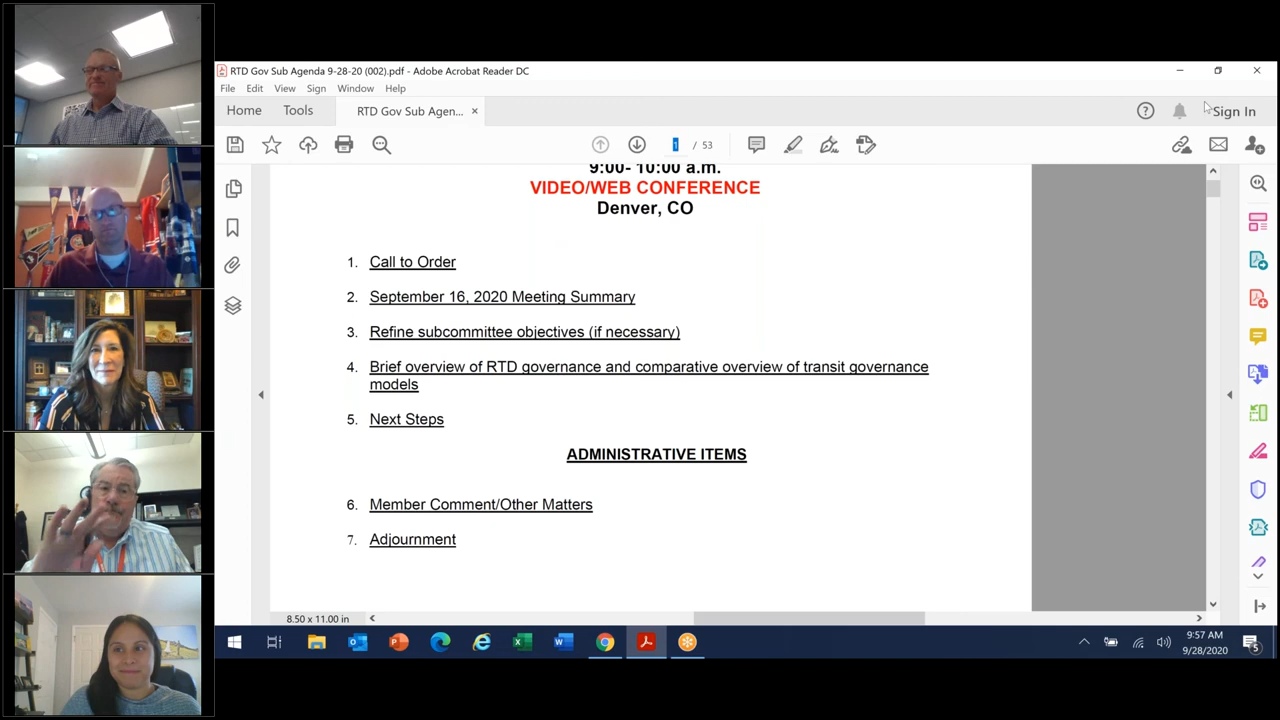 RTD Gov Sub Agenda 9-28-20 (002).pdf - Adobe Acrobat Reader DC
File Edit View Sign Window Help
Home Tools RTD Gov Sub Agen... × Sign In
1 / 53
9:00- 10:00 a.m.
VIDEO/WEB CONFERENCE
Denver, CO
1. Call to Order
2. September 16, 2020 Meeting Summary
3. Refine subcommittee objectives (if necessary)
4. Brief overview of RTD governance and comparative overview of transit governance
models
5. Next Steps
ADMINISTRATIVE ITEMS
6. Member Comment/Other Matters
7. Adjournment
8.50 x 11.00 in
9:57 AM
9/28/2020
5